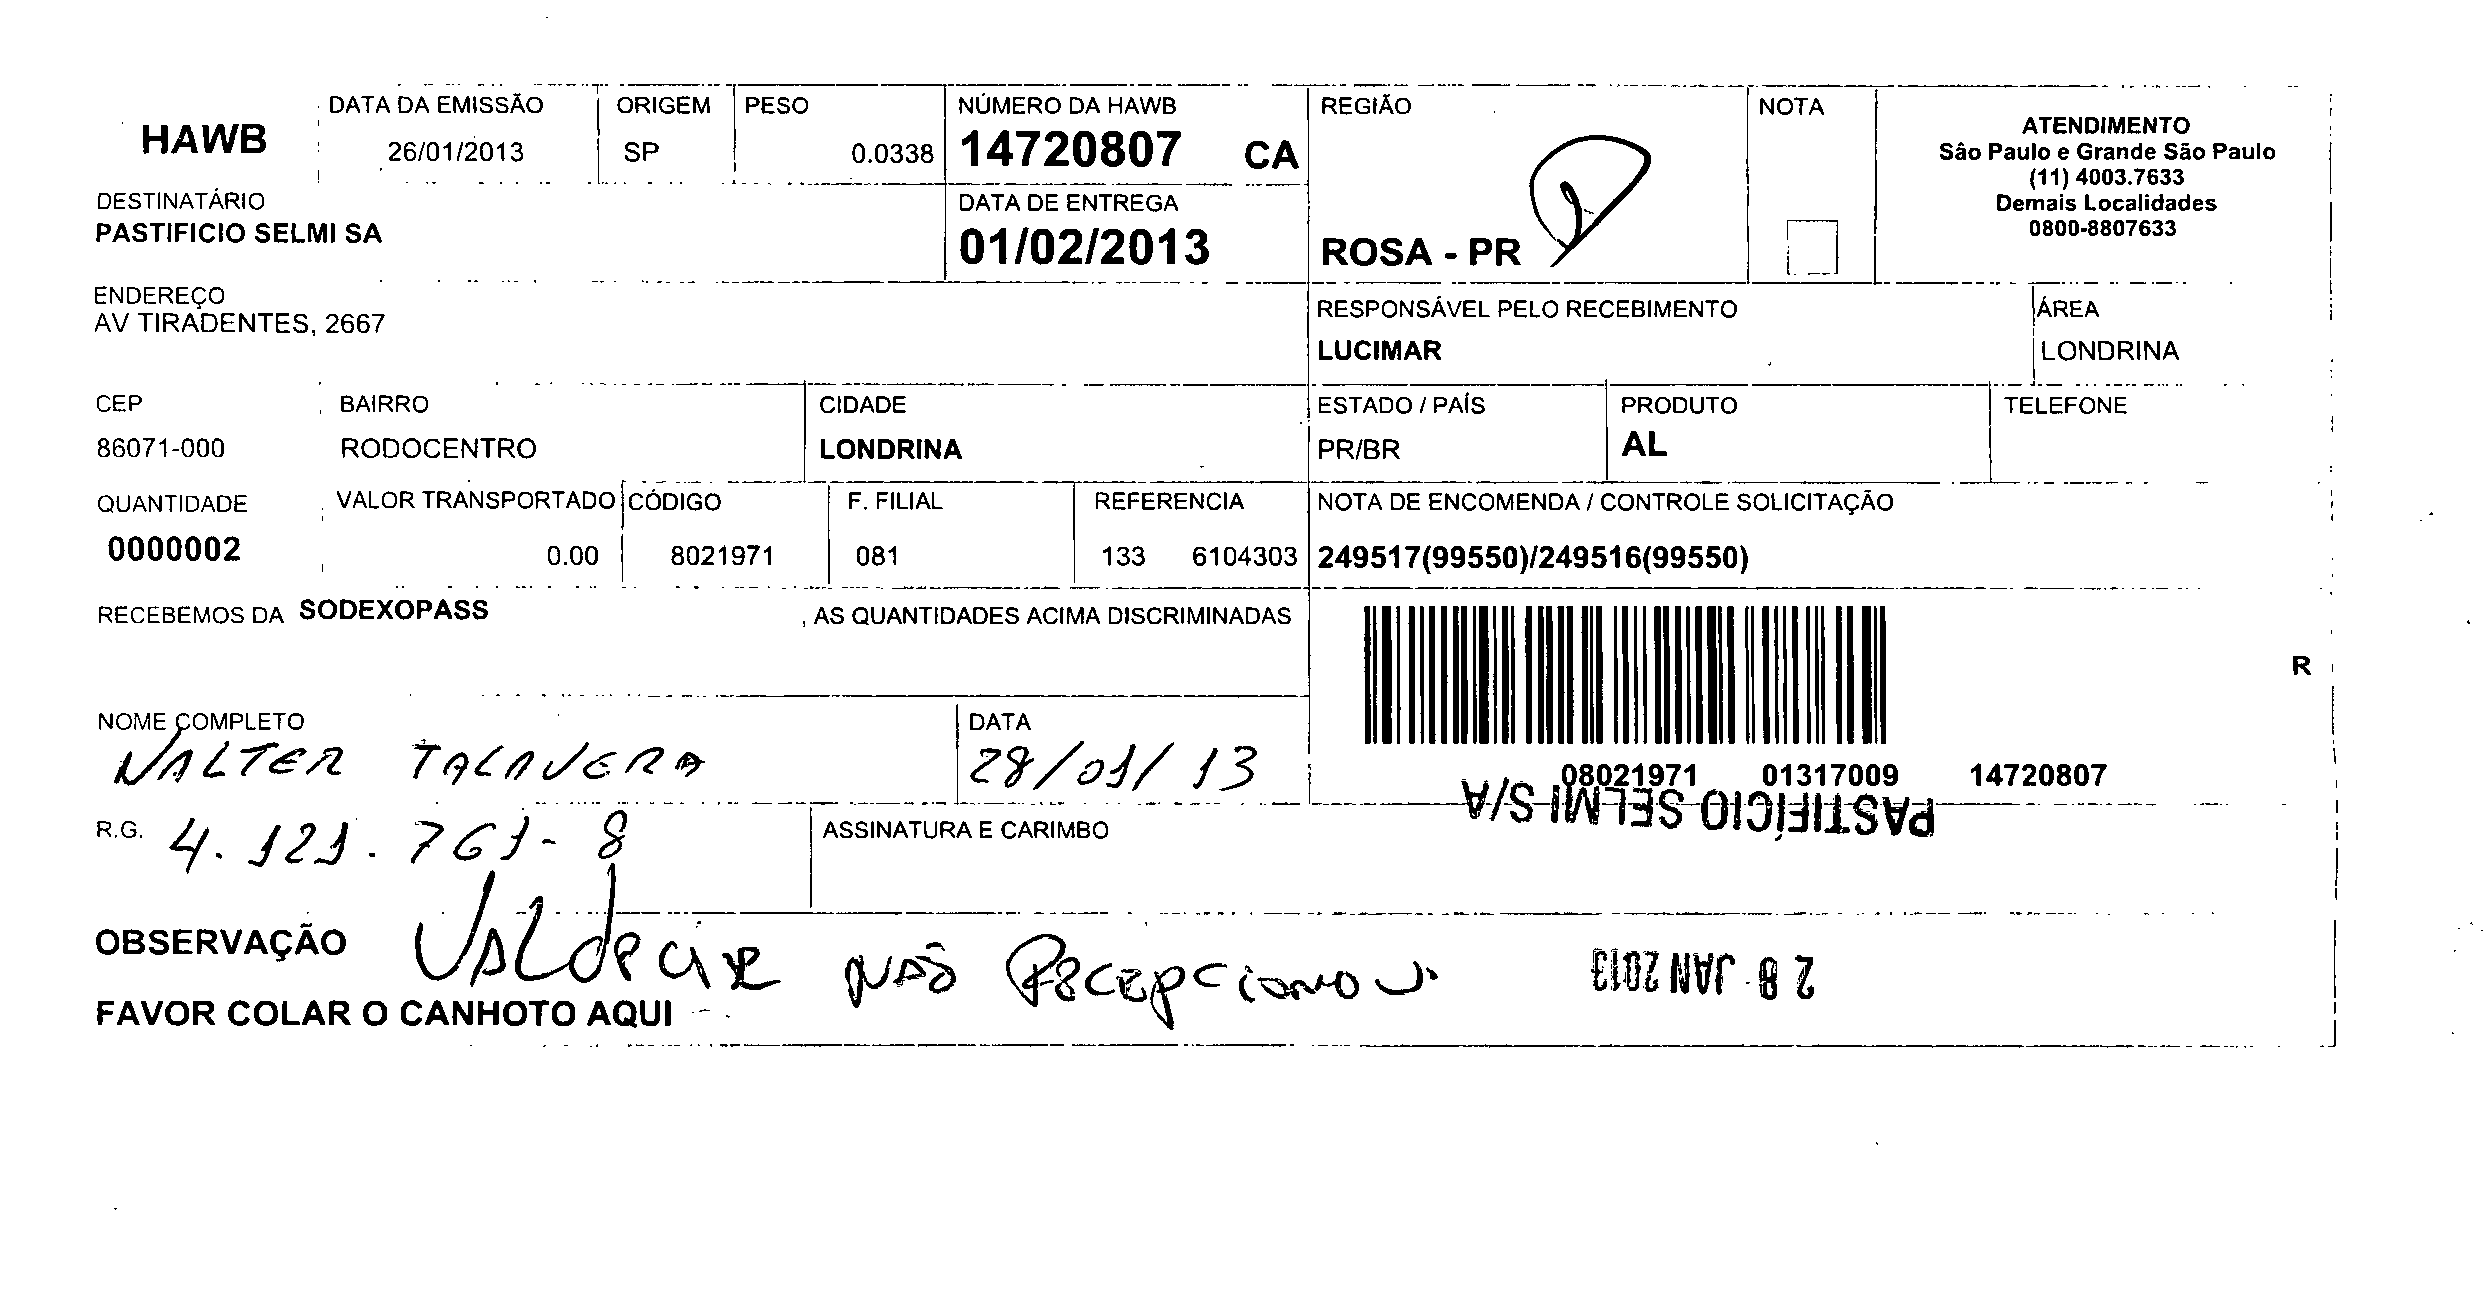 HAWB
DATA DA EMISSÃO
26/01/2013
ORIGEM
SP
PESO
0.0338
NÚMERO DA HAWB
14720807 CA
REGIÃO
ROSA - PR
NOTA
ATENDIMENTO
São Paulo e Grande São Paulo
(11) 4003.7633
Demais Localidades
0800-8807633
DESTINATÁRIO
PASTIFICIO SELMI SA
DATA DE ENTREGA
01/02/2013
ENDEREÇO
AV TIRADENTES, 2667
RESPONSÁVEL PELO RECEBIMENTO
LUCIMAR
ÁREA
LONDRINA
CEP
86071-000
BAIRRO
RODOCENTRO
CIDADE
LONDRINA
ESTADO / PAÍS
PR/BR
PRODUTO
AL
TELEFONE
QUANTIDADE
0000002
VALOR TRANSPORTADO
0.00
CÓDIGO
8021971
F. FILIAL
081
REFERENCIA
133 6104303
NOTA DE ENCOMENDA / CONTROLE SOLICITAÇÃO
249517(99550)/249516(99550)
RECEBEMOS DA SODEXOPASS , AS QUANTIDADES ACIMA DISCRIMINADAS
R
NOME COMPLETO
WALTER TALAVERA
DATA
28/01/13
08021971 01317009 14720807
PASTIFÍCIO SELMI S/A
R.G. 4.121.761-8
ASSINATURA E CARIMBO
OBSERVAÇÃO Valdecir NÃO Recepcionou.
28 JAN 2013
FAVOR COLAR O CANHOTO AQUI